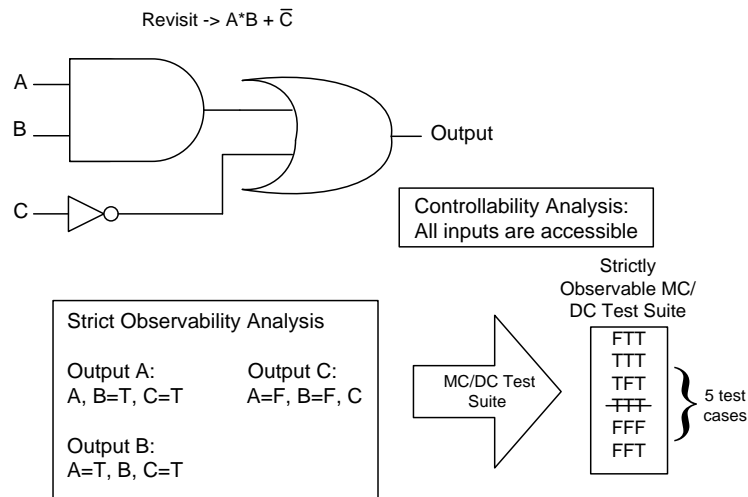 Revisit -> A*B + C̅
A
B
C
Output
Controllability Analysis:
All inputs are accessible
Strictly
Observable MC/
DC Test Suite
Strict Observability Analysis
Output A:
A, B=T, C=T
Output C:
A=F, B=F, C
Output B:
A=T, B, C=T
MC/DC Test
Suite
FTT
TTT
TFT
TTT
FFF
FFT
5 test
cases